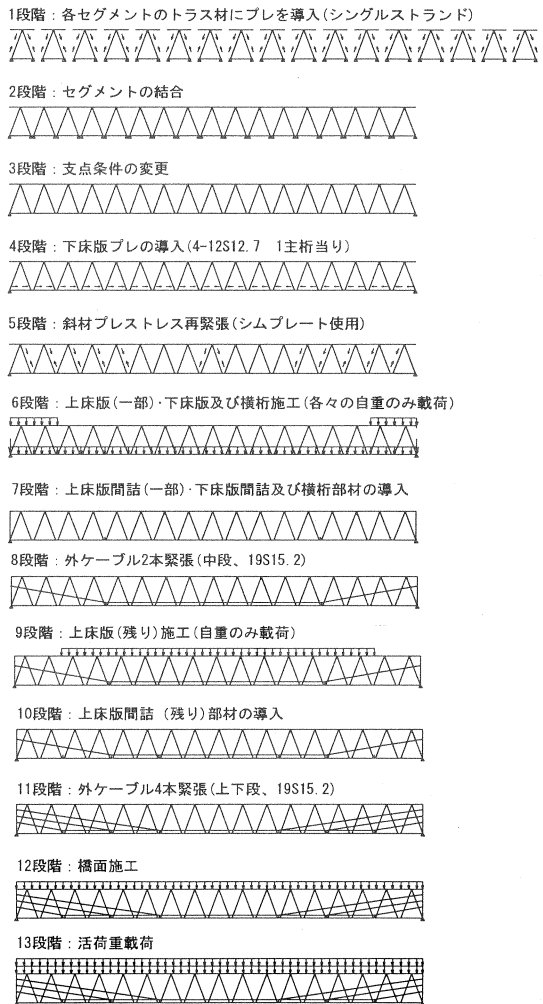 1段階：各セグメントのトラス材にプレを導入(シングルストランド)
2段階：セグメントの結合
3段階：支点条件の変更
4段階：下床版プレの導入(4-12S12.7 1主桁当り)
5段階：斜材プレストレス再緊張(シムプレート使用)
6段階：上床版(一部)･下床版及び横桁施工(各々の自重のみ載荷)
7段階：上床版間詰(一部)･下床版間詰及び横桁部材の導入
8段階：外ケーブル2本緊張(中段、19S15.2)
9段階：上床版(残り)施工(自重のみ載荷)
10段階：上床版間詰 (残り)部材の導入
11段階：外ケーブル4本緊張(上下段、19S15.2)
12段階：橋面施工
13段階：活荷重載荷